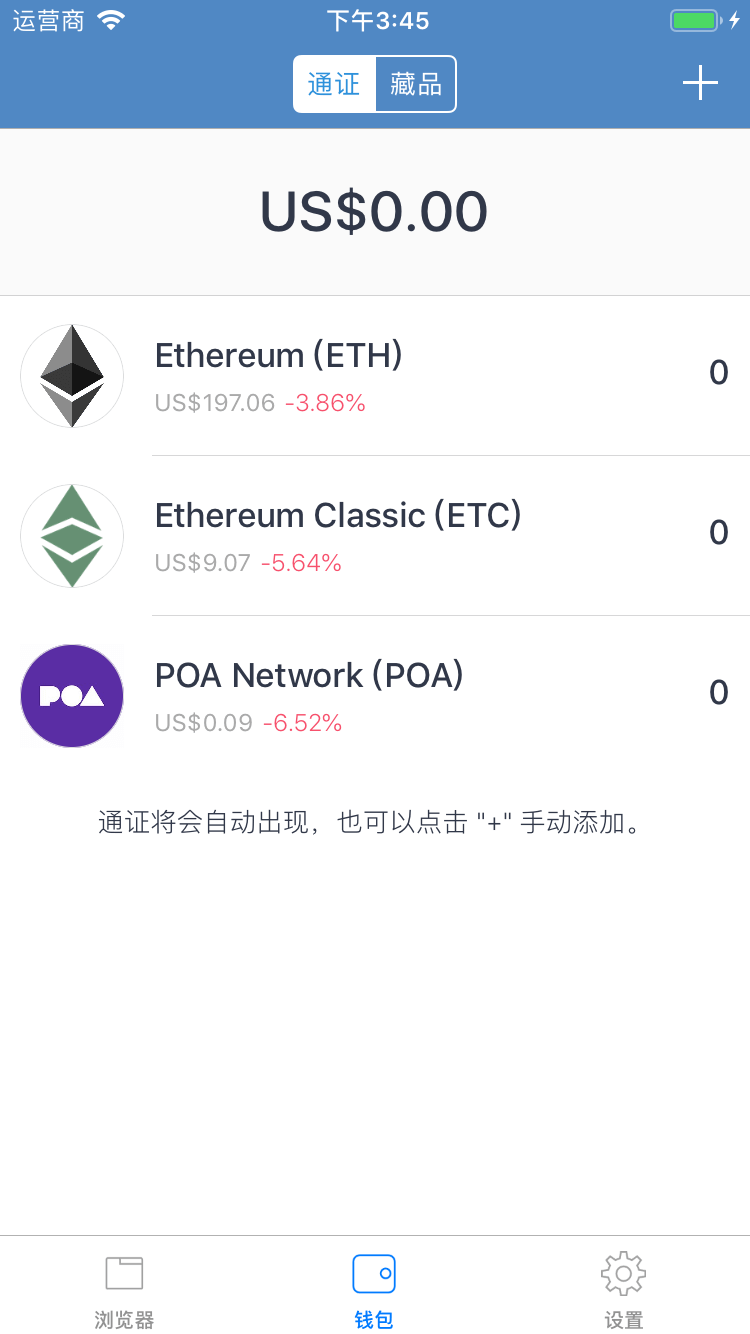 运营商 下午3:45
通证 藏品
US$0.00
Ethereum (ETH)
0
US$197.06 -3.86%
Ethereum Classic (ETC)
0
US$9.07 -5.64%
POA
POA Network (POA)
0
US$0.09 -6.52%
通证将会自动出现，也可以点击 "+" 手动添加。
浏览器 钱包 设置